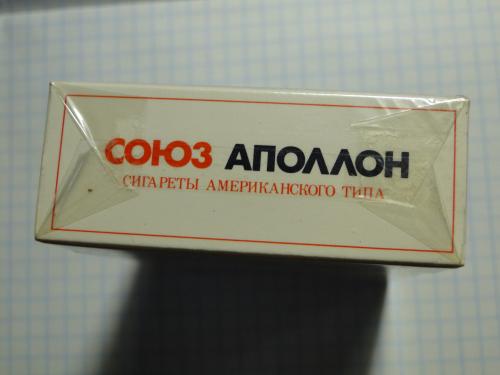 СОЮЗ АПОЛЛОН
СИГАРЕТЫ АМЕРИКАНСКОГО ТИПА